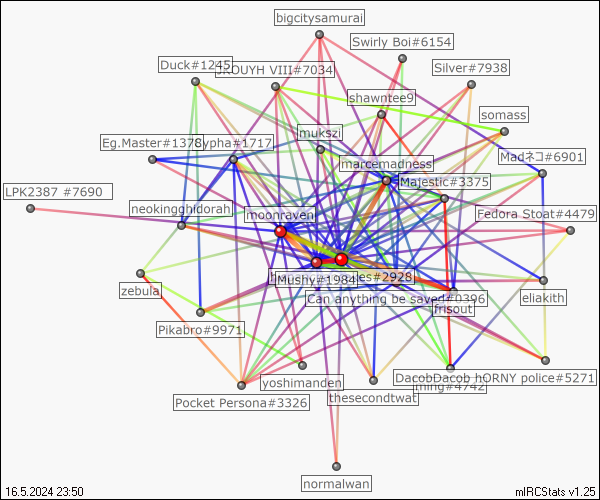 bigcitysamurai
Swirly Boi#6154
Duck#1245
JROUYH VIII#7034
Silver#7938
shawntee9
somass
mukszi
Eg.Master#1378
ypha#1717
marcemadness
Madネコ#6901
Majestic#3375
LPK2387 #7690
neokingghidorah
moonraven
Fedora Stoat#4479
Mushy#1984
les#2928
zebula
Can anything be saved#0396
frisout
eliakith
Pikabro#9971
yoshimanden
DacobDacob hORNY police#5271
ming#4742
Pocket Persona#3326
thesecondtwat
normalwan
16.5.2024 23:50
mIRCStats v1.25